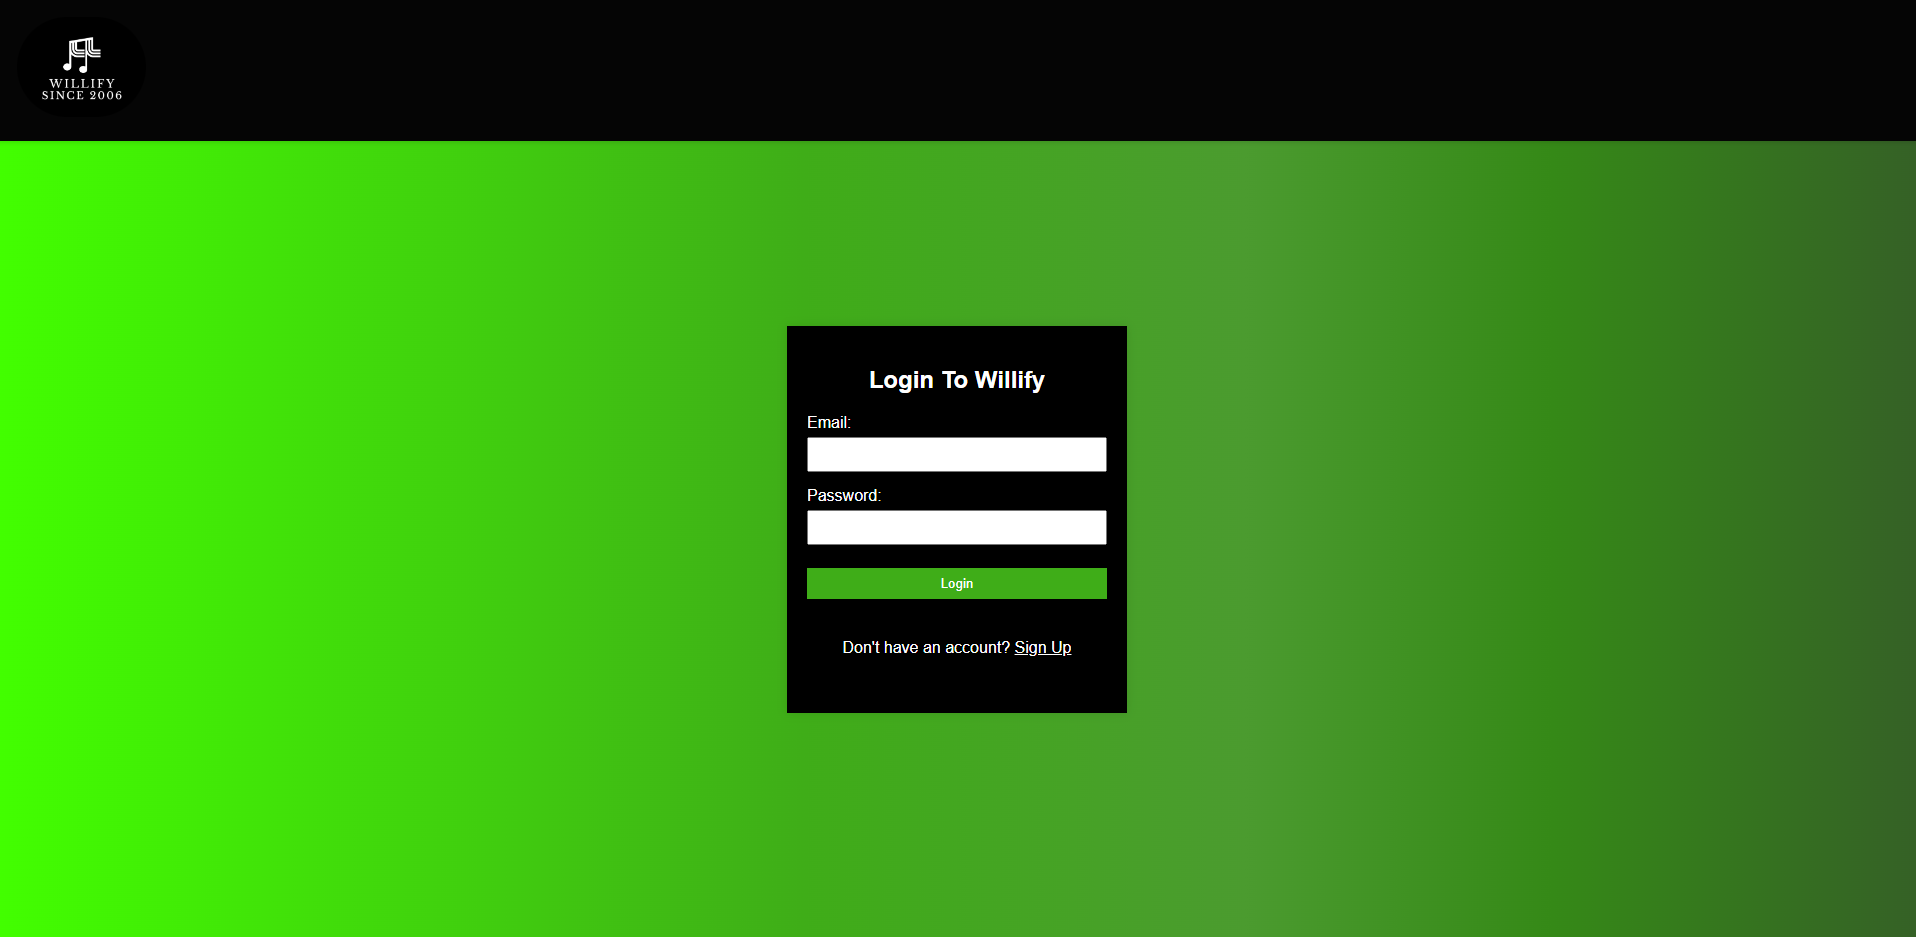 WILLIFY
SINCE 2006
Login To Willify
Email:
Password:
Login
Don't have an account? Sign Up